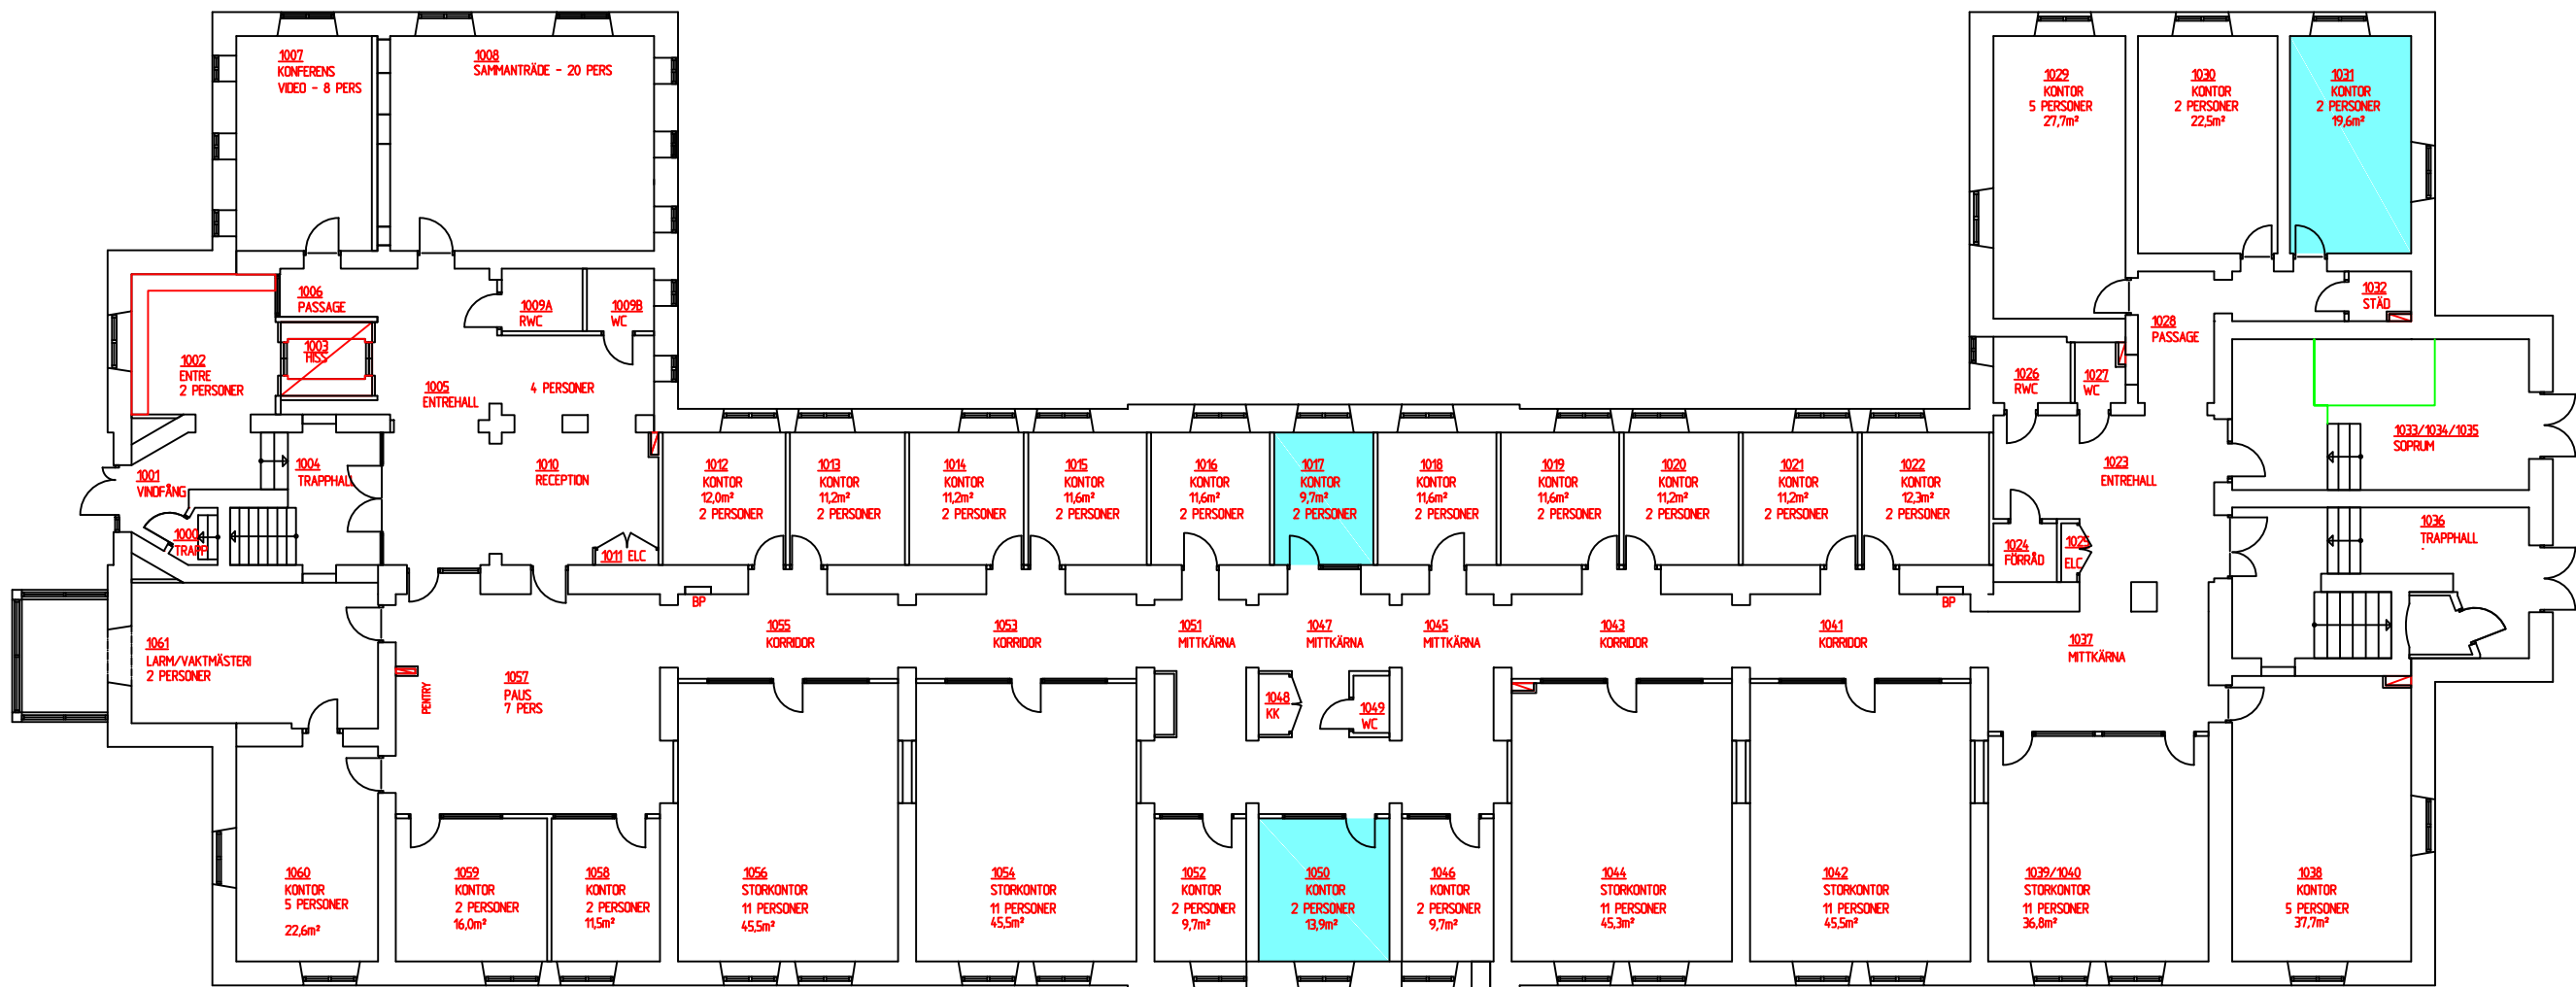 1007
KONFERENS
VIDEO - 8 PERS
1008
SAMMANTRÄDE - 20 PERS
1029
KONTOR
5 PERSONER
27,7m²
1030
KONTOR
2 PERSONER
22,5m²
1031
KONTOR
2 PERSONER
19,6m²
1006
PASSAGE
1009A
RWC
1009B
WC
1032
STÄD
1028
PASSAGE
1003
HISS
1002
ENTRE
2 PERSONER
1005
ENTREHALL
4 PERSONER
1026
RWC
1027
WC
1033/1034/1035
SOPRUM
1001
VINDFÅNG
1004
TRAPPHALL
1010
RECEPTION
1012
KONTOR
12,0m²
2 PERSONER
1013
KONTOR
11,2m²
2 PERSONER
1014
KONTOR
11,2m²
2 PERSONER
1015
KONTOR
11,6m²
2 PERSONER
1016
KONTOR
11,6m²
2 PERSONER
1017
KONTOR
9,7m²
2 PERSONER
1018
KONTOR
11,6m²
2 PERSONER
1019
KONTOR
11,6m²
2 PERSONER
1020
KONTOR
11,2m²
2 PERSONER
1021
KONTOR
11,2m²
2 PERSONER
1022
KONTOR
12,3m²
2 PERSONER
1023
ENTREHALL
1000
TRAPP
1011 ELC
1024
FÖRRÅD
1025
ELC
1036
TRAPPHALL
-
BP
BP
1061
LARM/VAKTMÄSTERI
2 PERSONER
1055
KORRIDOR
1053
KORRIDOR
1051
MITTKÄRNA
1047
MITTKÄRNA
1045
MITTKÄRNA
1043
KORRIDOR
1041
KORRIDOR
1037
MITTKÄRNA
PENTRY
1057
PAUS
7 PERS
1048
KK
1049
WC
1060
KONTOR
5 PERSONER
22,6m²
1059
KONTOR
2 PERSONER
16,0m²
1058
KONTOR
2 PERSONER
11,5m²
1056
STORKONTOR
11 PERSONER
45,5m²
1054
STORKONTOR
11 PERSONER
45,5m²
1052
KONTOR
2 PERSONER
9,7m²
1050
KONTOR
2 PERSONER
13,9m²
1046
KONTOR
2 PERSONER
9,7m²
1044
STORKONTOR
11 PERSONER
45,3m²
1042
STORKONTOR
11 PERSONER
45,5m²
1039/1040
STORKONTOR
11 PERSONER
36,8m²
1038
KONTOR
5 PERSONER
37,7m²